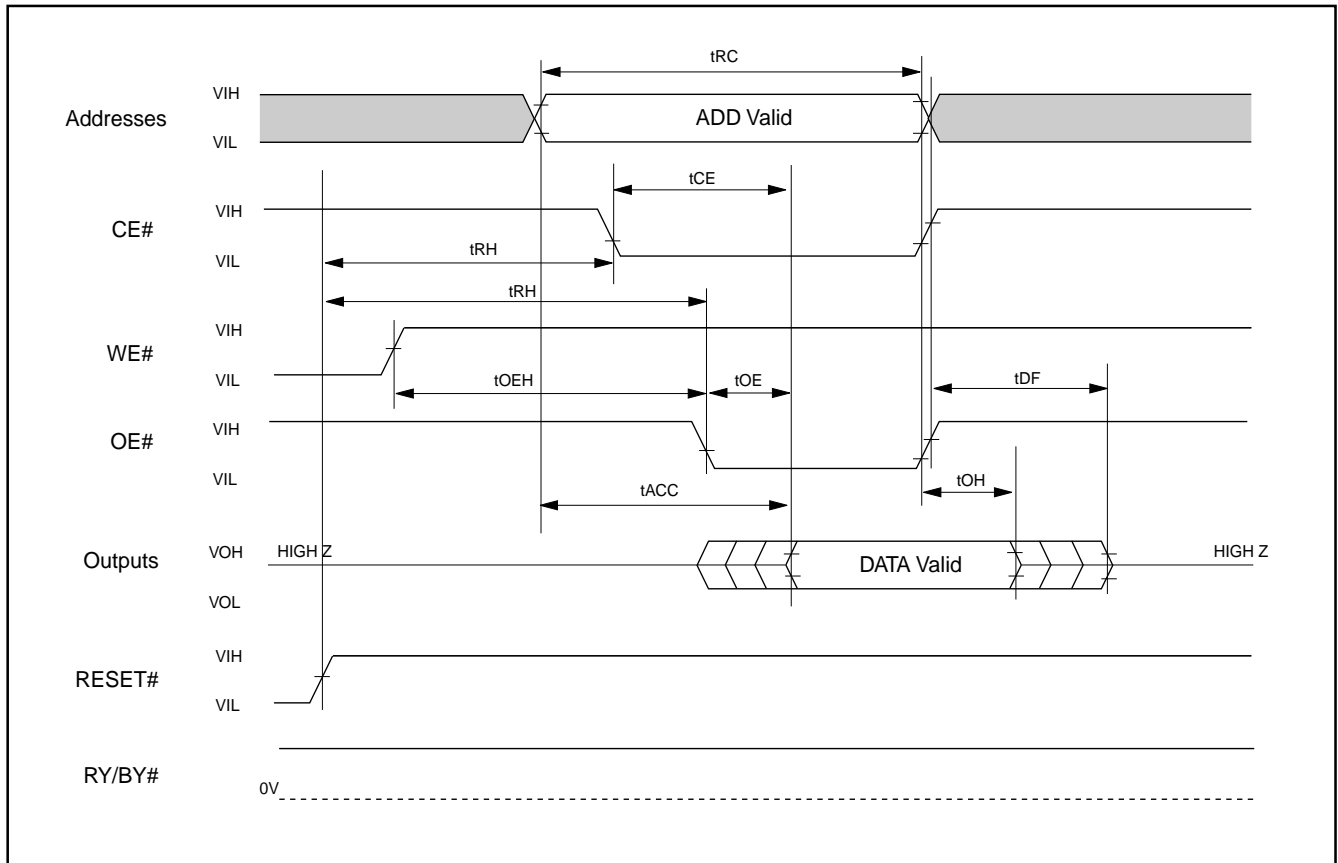 tRC
VIH
Addresses
ADD Valid
VIL
tCE
VIH
CE#
VIL
tRH
tRH
VIH
WE#
VIL
tOEH
tOE
tDF
VIH
OE#
VIL
tACC
tOH
Outputs
VOH
HIGH Z
DATA Valid
HIGH Z
VOL
VIH
RESET#
VIL
RY/BY#
0V